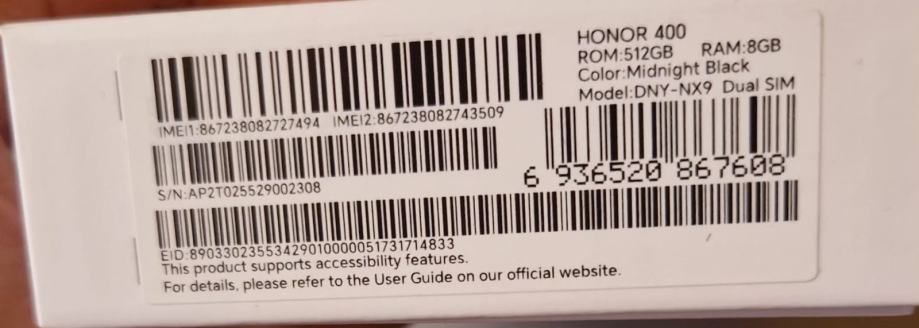 HONOR 400
ROM:512GB RAM:8GB
Color:Midnight Black
Model:DNY-NX9 Dual SIM
IMEI1:867238082727494 IMEI2:867238082743509
S/N:AP2T025529002308
6 936520 867608
EID:89033023553429010000051731714833
This product supports accessibility features.
For details, please refer to the User Guide on our official website.